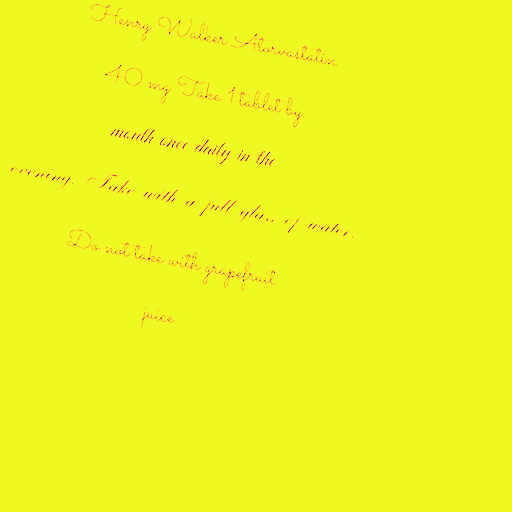 Henry Walker Atorvastatin
40 mg Take 1 tablet by
mouth once daily in the
evening. Take with a full glass of water.
Do not take with grapefruit
juice